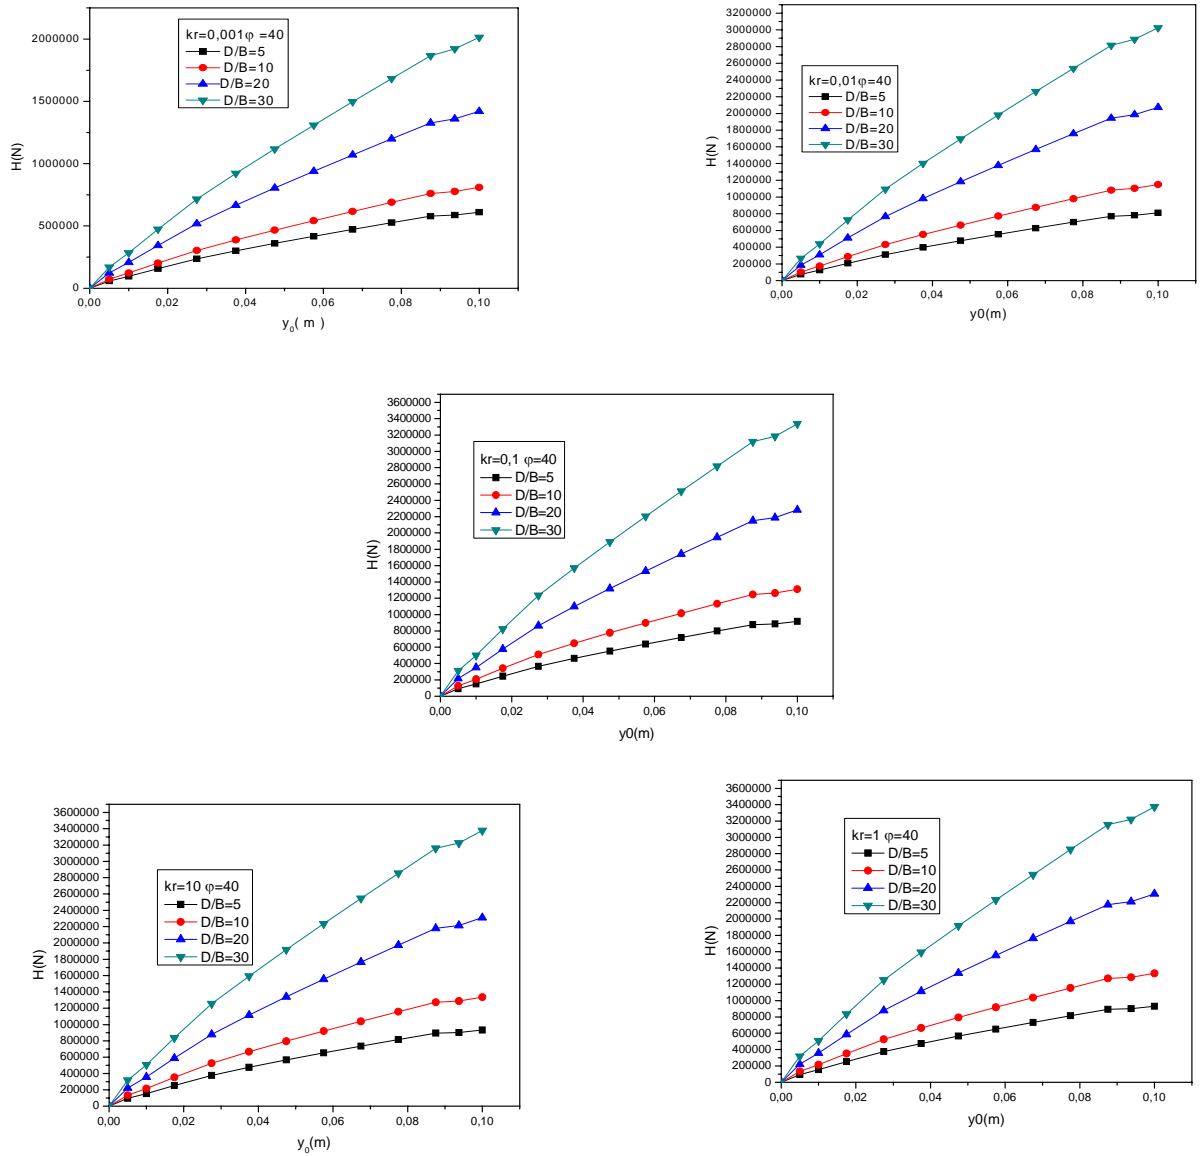 kr=0,001φ =40
D/B=5
D/B=10
D/B=20
D/B=30
2000000
1500000
1000000
500000
0
H(N)
0,00 0,02 0,04 0,06 0,08 0,10
y₀( m )
kr=0,01φ=40
D/B=5
D/B=10
D/B=20
D/B=30
3200000
3000000
2800000
2600000
2400000
2200000
2000000
1800000
1600000
1400000
1200000
1000000
800000
600000
400000
200000
0
H(N)
0,00 0,02 0,04 0,06 0,08 0,10
y0(m)
kr=0,1 φ=40
D/B=5
D/B=10
D/B=20
D/B=30
3600000
3400000
3200000
3000000
2800000
2600000
2400000
2200000
2000000
1800000
1600000
1400000
1200000
1000000
800000
600000
400000
200000
0
H(N)
0,00 0,02 0,04 0,06 0,08 0,10
y0(m)
kr=10 φ=40
D/B=5
D/B=10
D/B=20
D/B=30
3600000
3400000
3200000
3000000
2800000
2600000
2400000
2200000
2000000
1800000
1600000
1400000
1200000
1000000
800000
600000
400000
200000
0
H(N)
0,00 0,02 0,04 0,06 0,08 0,10
y₀(m)
kr=1 φ=40
D/B=5
D/B=10
D/B=20
D/B=30
3600000
3400000
3200000
3000000
2800000
2600000
2400000
2200000
2000000
1800000
1600000
1400000
1200000
1000000
800000
600000
400000
200000
0
H(N)
0,00 0,02 0,04 0,06 0,08 0,10
y0(m)